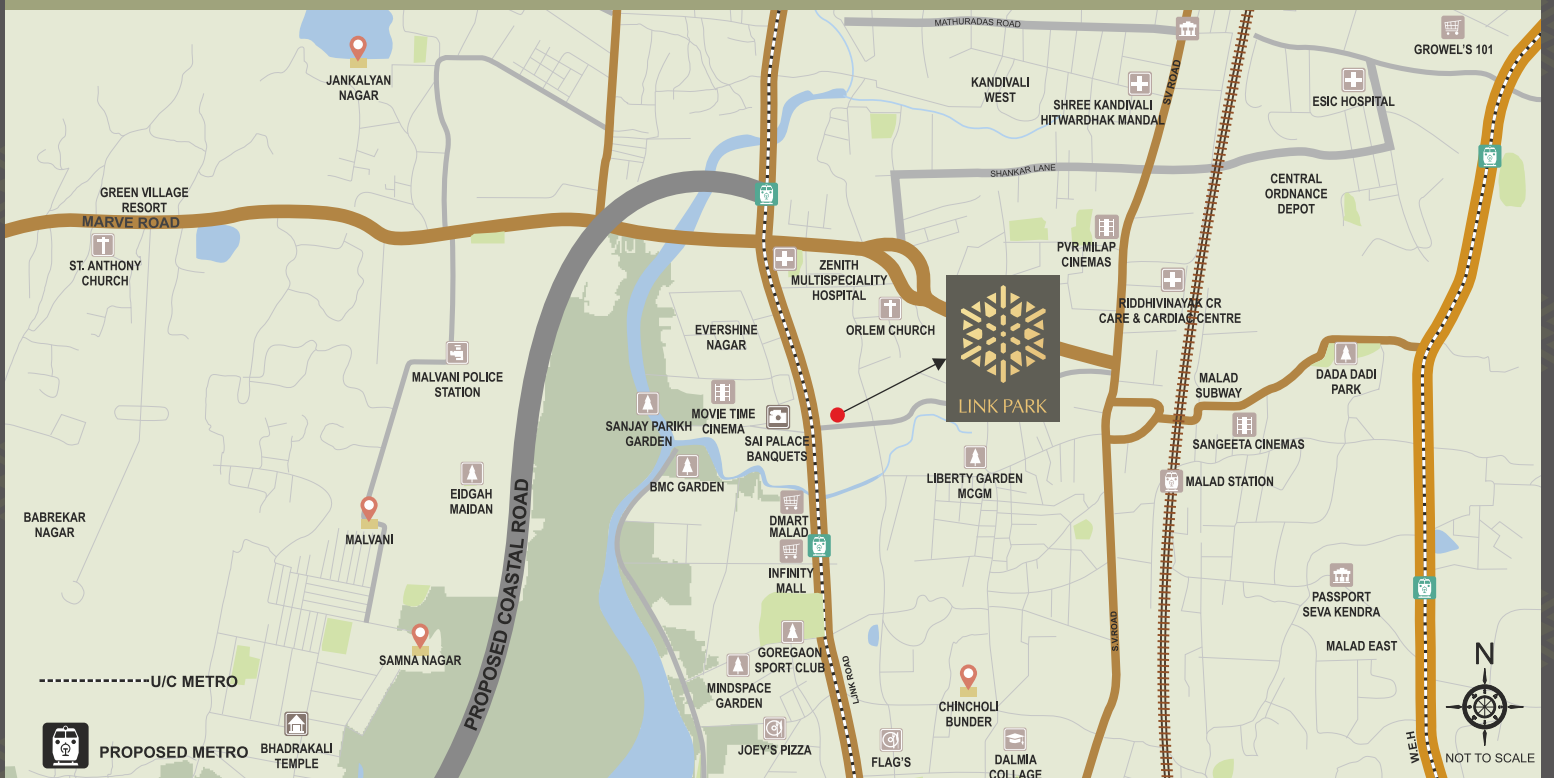 MATHURADAS ROAD
GROWEL'S 101
JANKALYAN
NAGAR
KANDIVALI
WEST
SV ROAD
SHREE KANDIVALI
HITWARDHAK MANDAL
ESIC HOSPITAL
SHANKAR LANE
CENTRAL
ORDNANCE
DEPOT
GREEN VILLAGE
RESORT
MARVE ROAD
ST. ANTHONY
CHURCH
Mu
PVR MILAP
CINEMAS
ZENITH
MULTISPECIALITY
HOSPITAL
RIDDHIVINAYAK CR
CARE & CARDIAC CENTRE
ORLEM CHURCH
EVERSHINE
NAGAR
LINK PARK
MALVANI POLICE
STATION
MALAD
SUBWAY
DADA DADI
PARK
SANJAY PARIKH
GARDEN
MOVIE TIME
CINEMA
SAI PALACE
BANQUETS
SANGEETA CINEMAS
BMC GARDEN
LIBERTY GARDEN
MCGM
MALAD STATION
EIDGAH
MAIDAN
BABREKAR
NAGAR
MALVANI
DMART
MALAD
INFINITY
MALL
PROPOSED COASTAL ROAD
PASSPORT
SEVA KENDRA
S.V.ROAD
MALAD EAST
SAMNA NAGAR
GOREGAON
SPORT CLUB
MINDSPACE
GARDEN
LINK ROAD
CHINCHOLI
BUNDER
N
U/C METRO
PROPOSED METRO
BHADRAKALI
TEMPLE
JOEY'S PIZZA
FLAG'S
DALMIA
COLLAGE
W.E.H
NOT TO SCALE